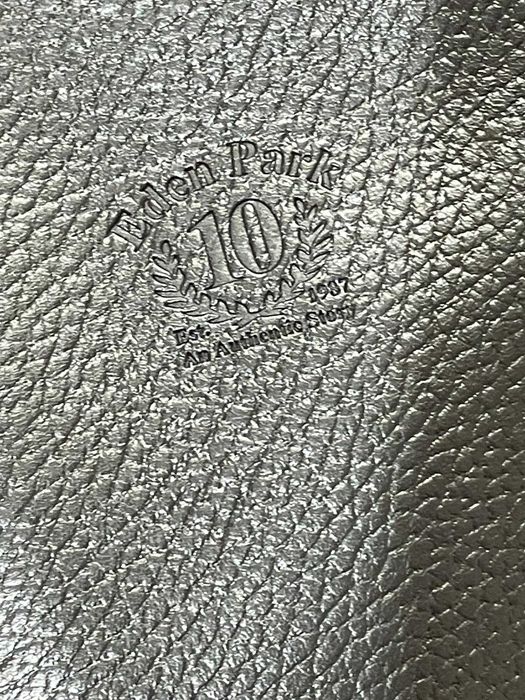 Eden Park
10
Est. 1987
An Authentic Story